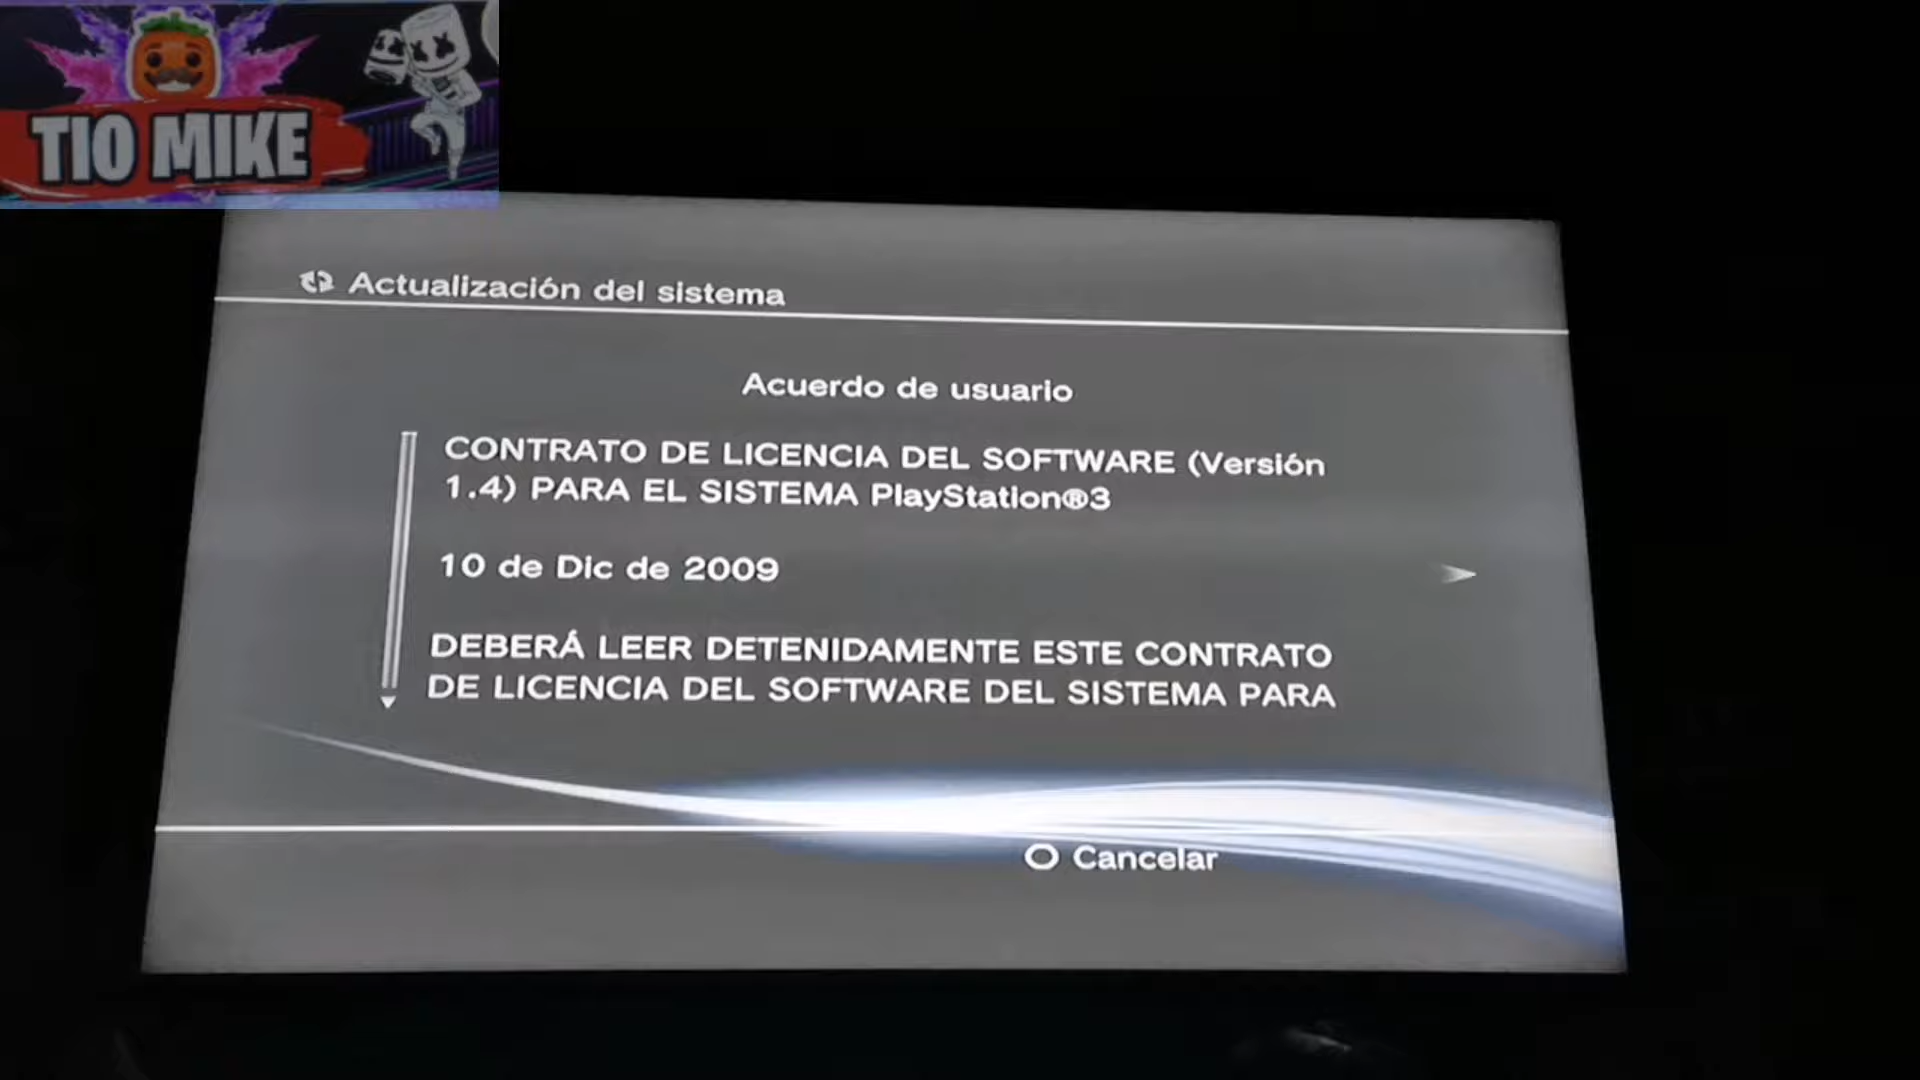 TIO MIKE
Actualización del sistema
Acuerdo de usuario
CONTRATO DE LICENCIA DEL SOFTWARE (Versión
1.4) PARA EL SISTEMA PlayStation®3
10 de Dic de 2009
DEBERÁ LEER DETENIDAMENTE ESTE CONTRATO
DE LICENCIA DEL SOFTWARE DEL SISTEMA PARA
Cancelar